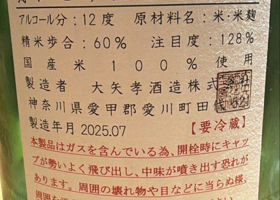 アルコール分：12度　原材料名：米・米麹
精米歩合：60％　注目度：128％
国産米100％使用
製造者　大矢孝酒造株式
神奈川県愛甲郡愛川町田代
製造年月 2025.07　【要冷蔵】
本製品はガスを含んでいる為、開栓時にキャッ
プが勢いよく飛び出し、中味が噴き出す恐れが
あります。周囲の壊れ物や目などに当らぬ様、